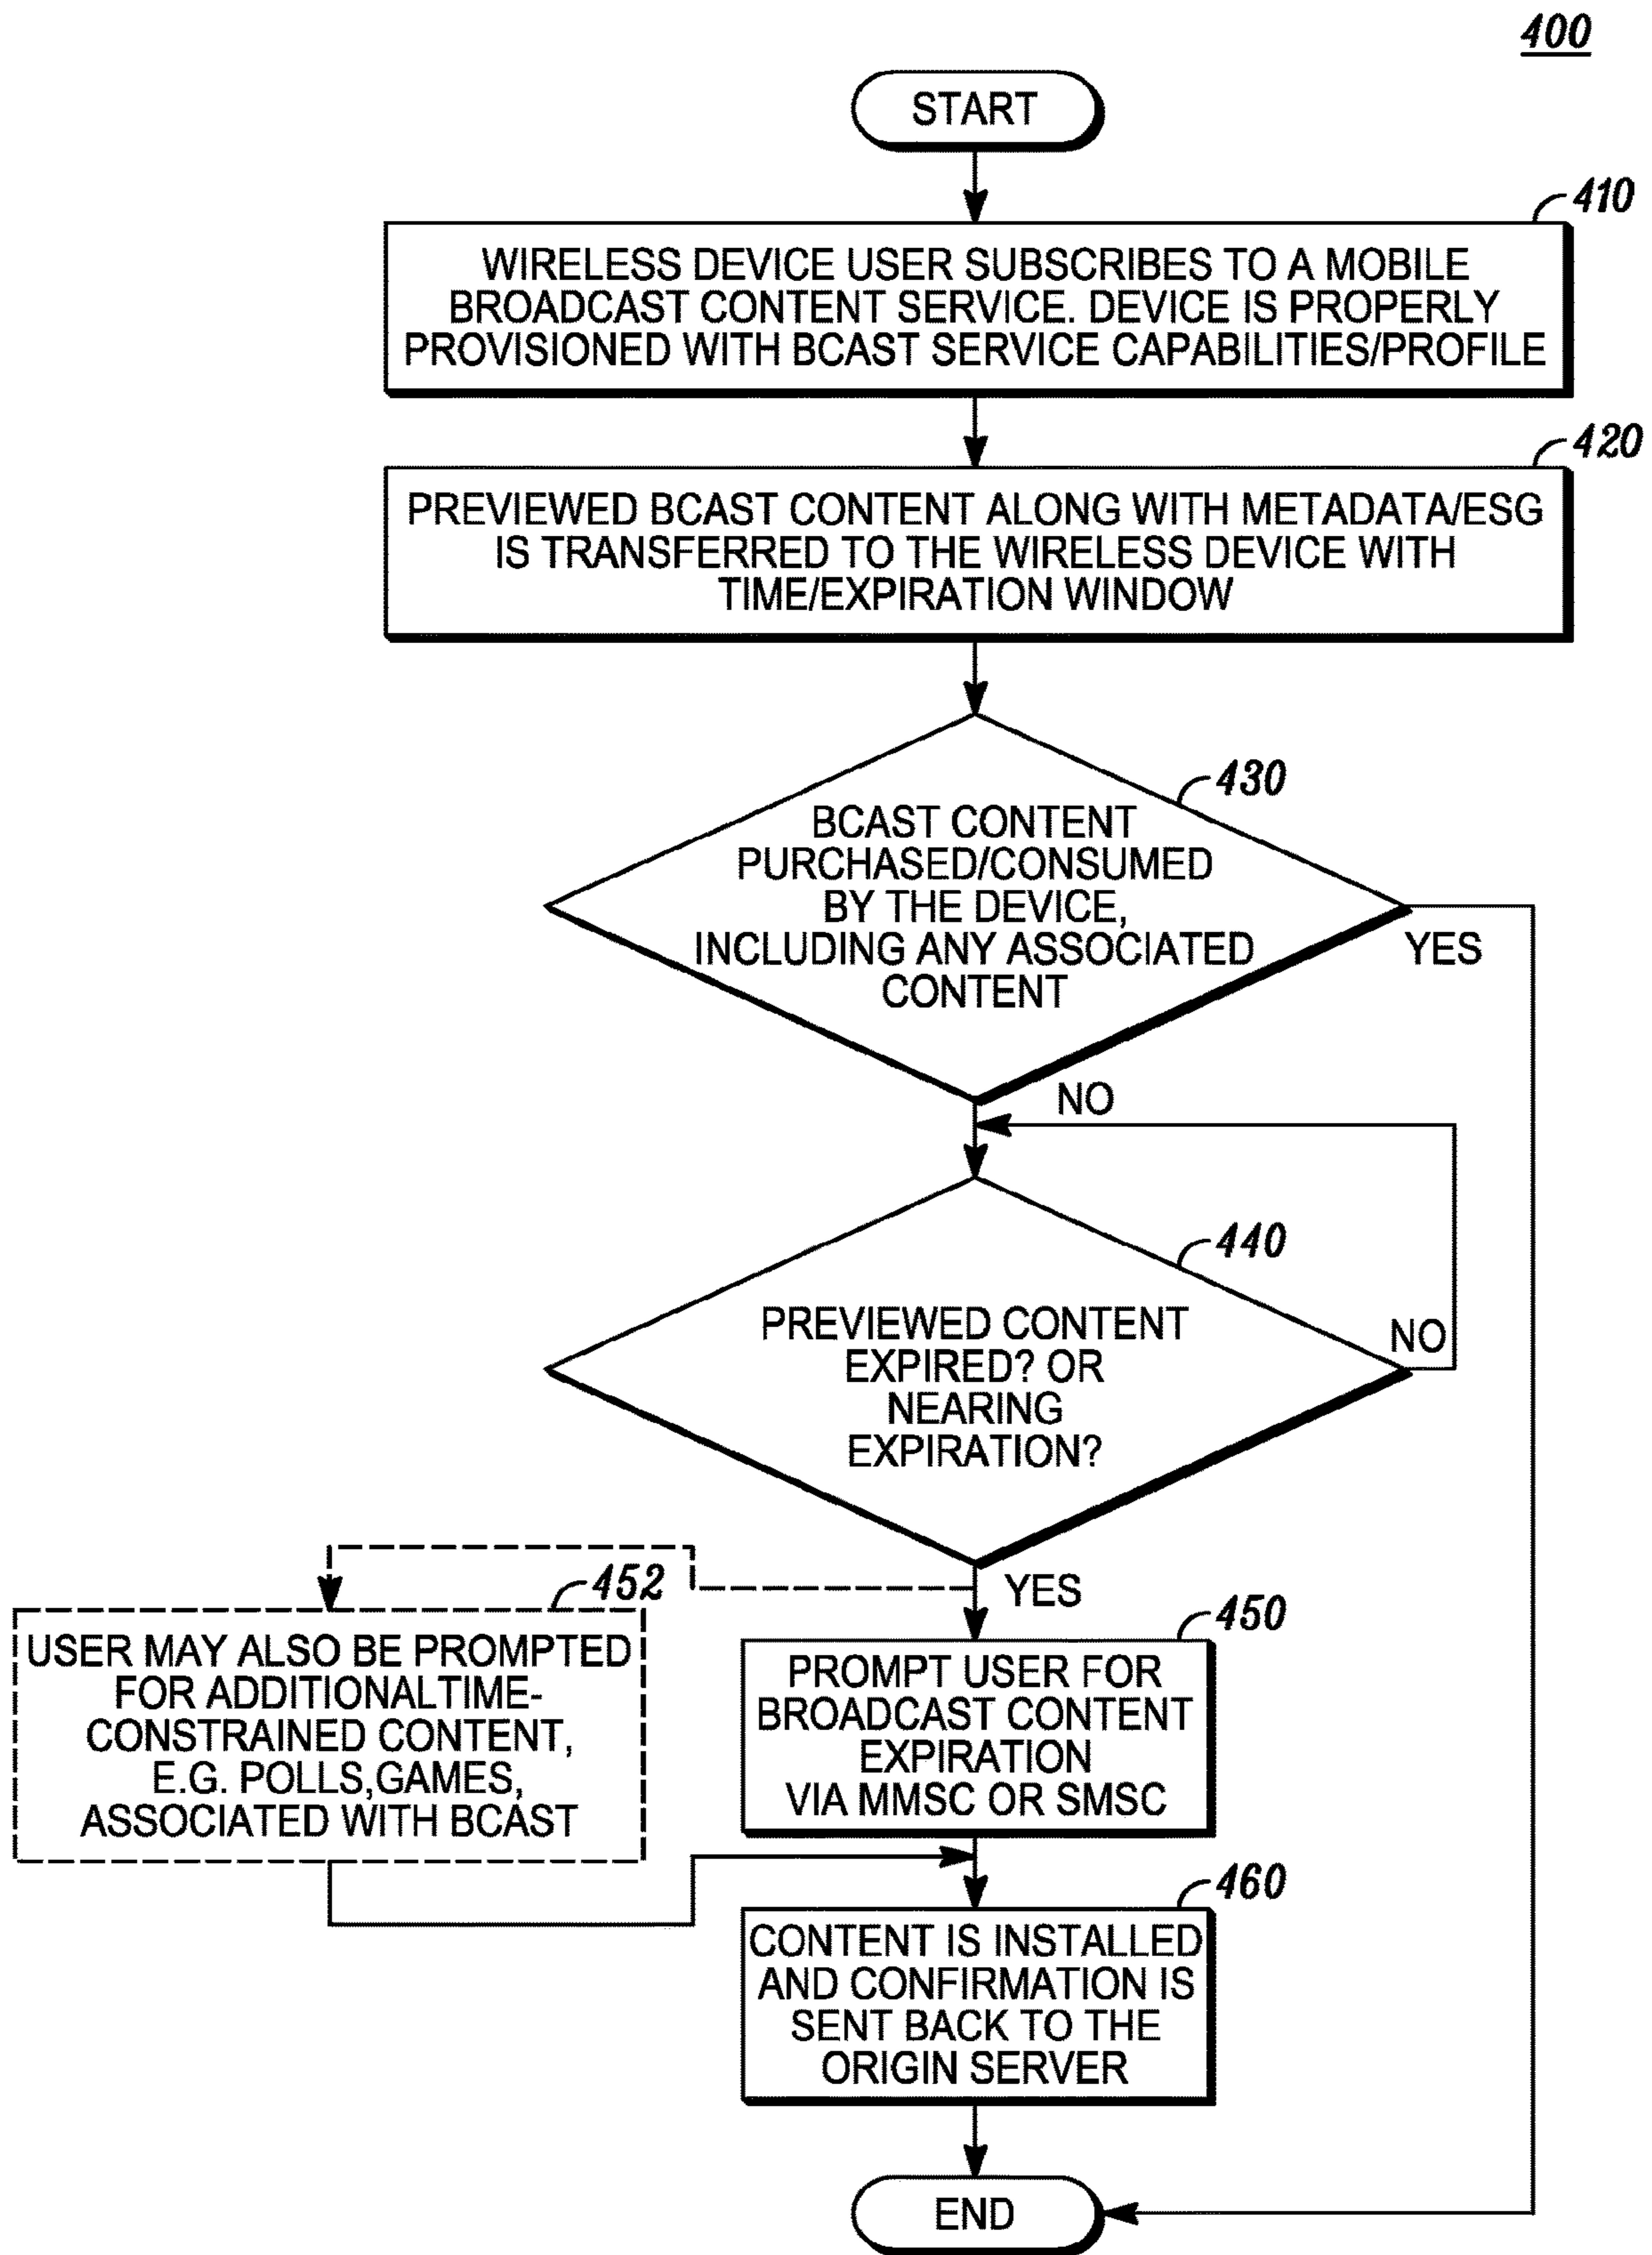 400
START
410
WIRELESS DEVICE USER SUBSCRIBES TO A MOBILE
BROADCAST CONTENT SERVICE. DEVICE IS PROPERLY
PROVISIONED WITH BCAST SERVICE CAPABILITIES/PROFILE
420
PREVIEWED BCAST CONTENT ALONG WITH METADATA/ESG
IS TRANSFERRED TO THE WIRELESS DEVICE WITH
TIME/EXPIRATION WINDOW
430
BCAST CONTENT
PURCHASED/CONSUMED
BY THE DEVICE,
INCLUDING ANY ASSOCIATED
CONTENT
YES
NO
440
PREVIEWED CONTENT
EXPIRED? OR
NEARING
EXPIRATION?
NO
YES
452
USER MAY ALSO BE PROMPTED
FOR ADDITIONALTIME-
CONSTRAINED CONTENT,
E.G. POLLS,GAMES,
ASSOCIATED WITH BCAST
450
PROMPT USER FOR
BROADCAST CONTENT
EXPIRATION
VIA MMSC OR SMSC
460
CONTENT IS INSTALLED
AND CONFIRMATION IS
SENT BACK TO THE
ORIGIN SERVER
END